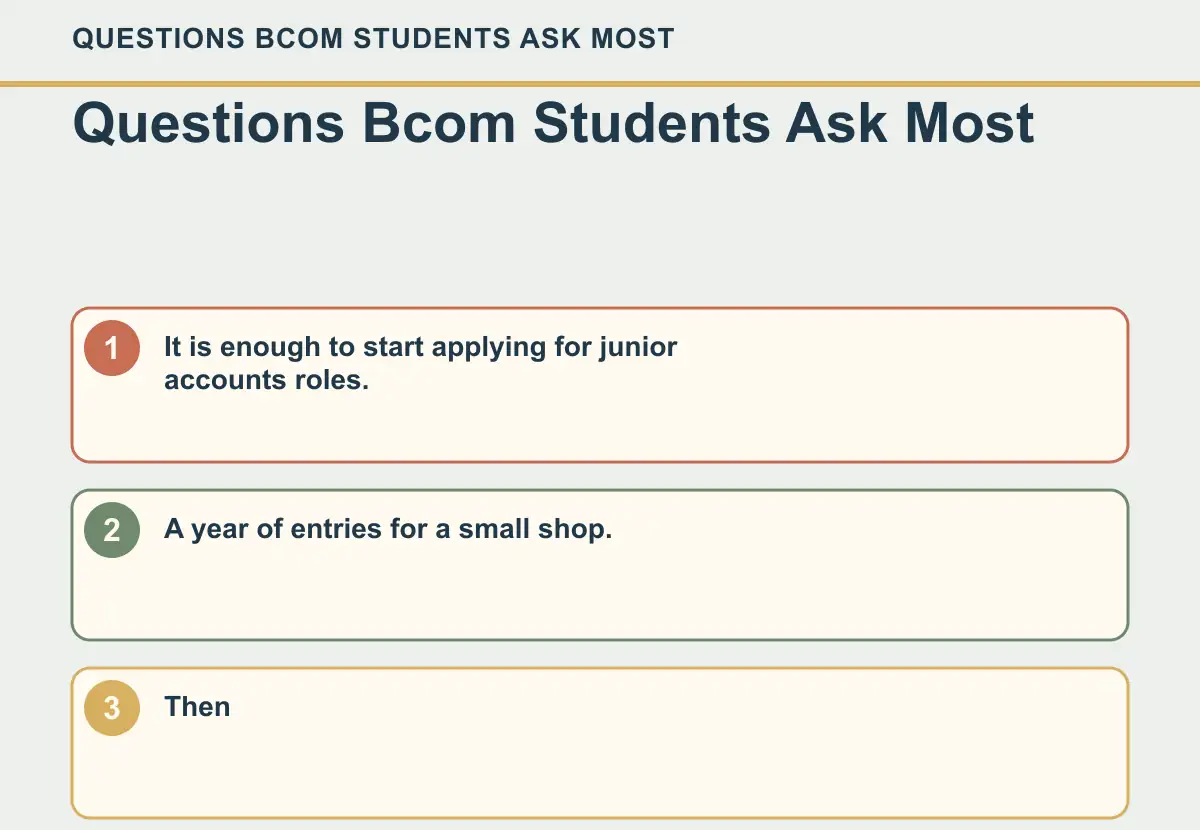 QUESTIONS BCOM STUDENTS ASK MOST
Questions Bcom Students Ask Most
1
It is enough to start applying for junior
accounts roles.
2
A year of entries for a small shop.
3
Then